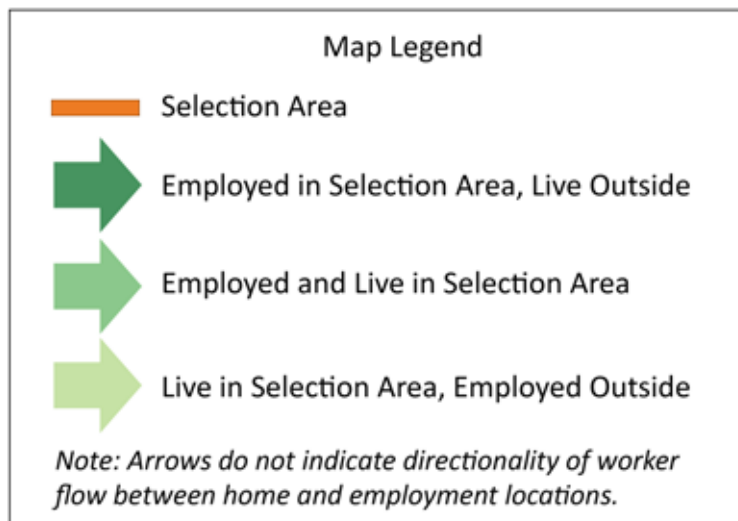 Map Legend
Selection Area
Employed in Selection Area, Live Outside
Employed and Live in Selection Area
Live in Selection Area, Employed Outside
Note: Arrows do not indicate directionality of worker
flow between home and employment locations.